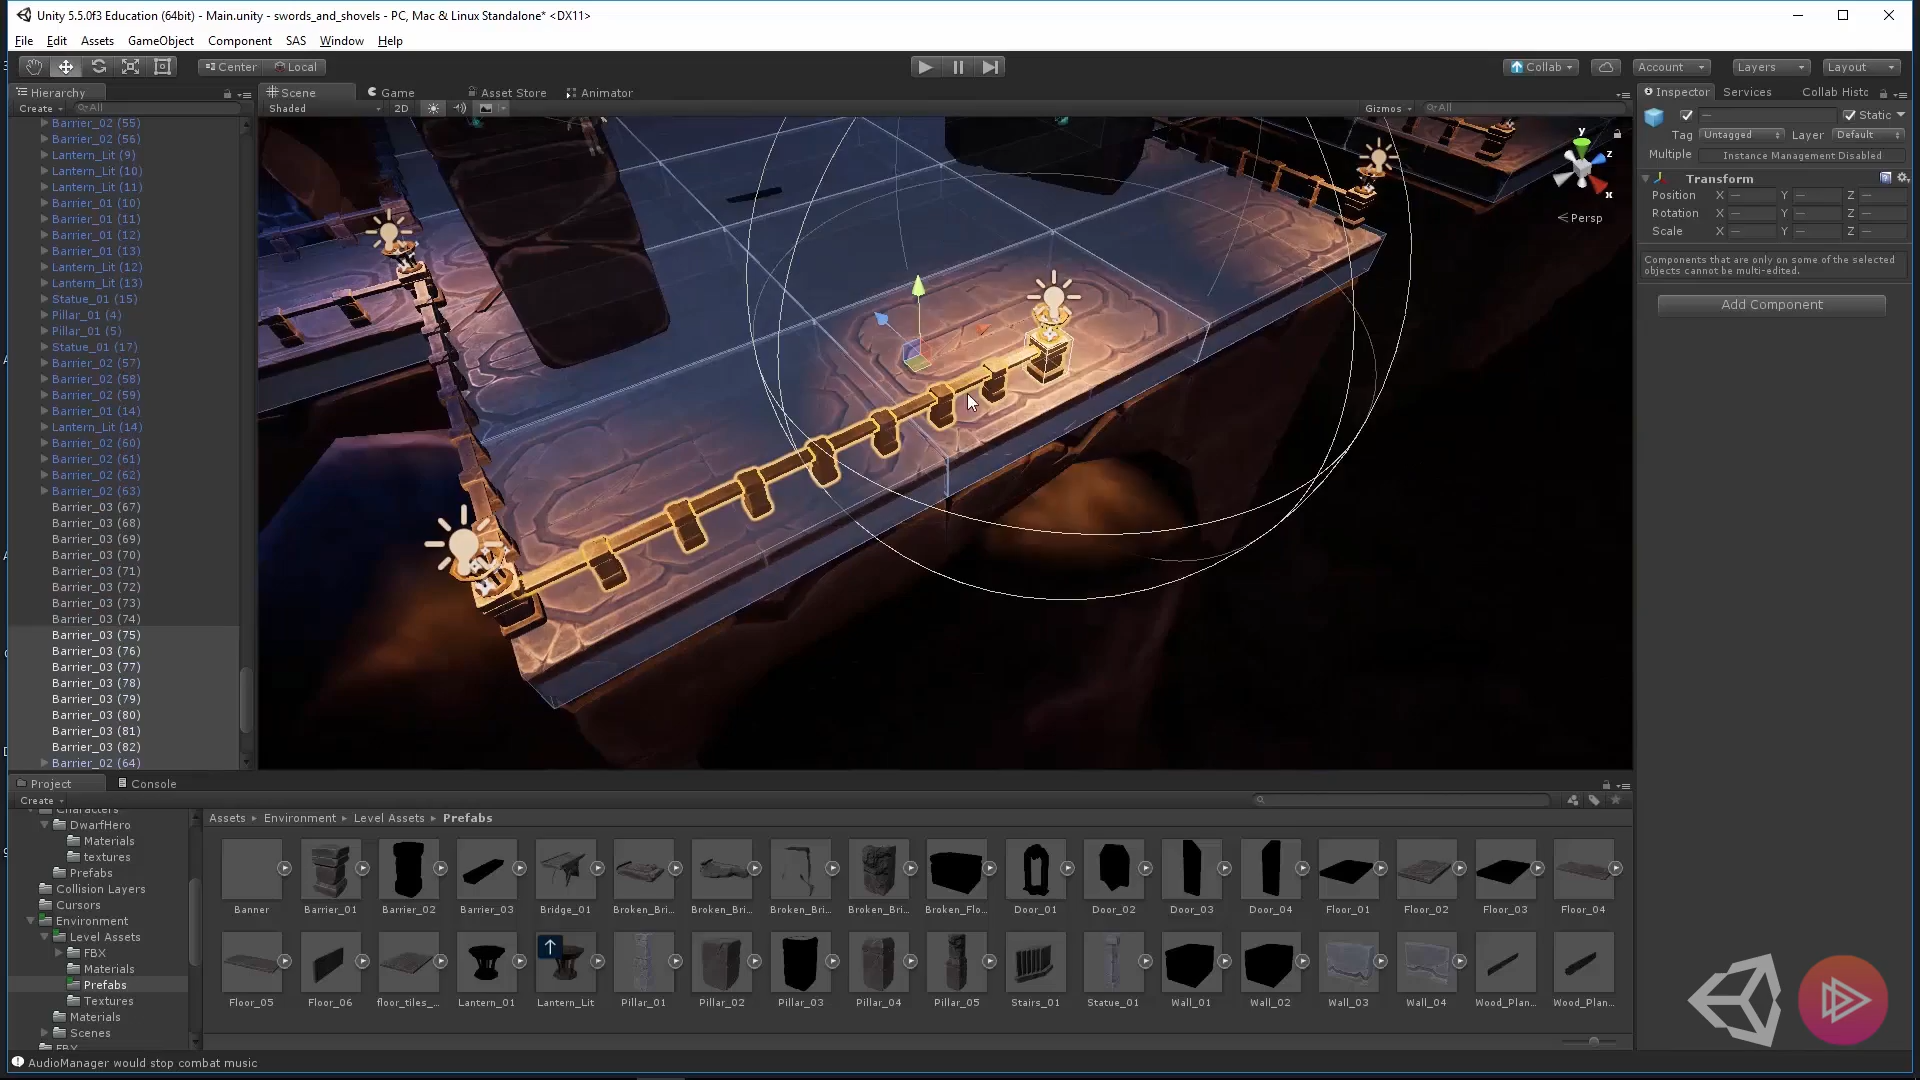 Unity 5.5.0f3 Education (64bit) - Main.unity - swords_and_shovels - PC, Mac & Linux Standalone* <DX11>
File Edit Assets GameObject Component SAS Window Help
Center Local Collab Account Layers Layout
Hierarchy
Create All
Barrier_02 (55)
Barrier_02 (56)
Lantern_Lit (9)
Lantern_Lit (10)
Lantern_Lit (11)
Barrier_01 (10)
Barrier_01 (11)
Barrier_01 (12)
Barrier_01 (13)
Lantern_Lit (12)
Lantern_Lit (13)
Statue_01 (15)
Pillar_01 (4)
Pillar_01 (5)
Statue_01 (17)
Barrier_02 (57)
Barrier_02 (58)
Barrier_02 (59)
Barrier_01 (14)
Lantern_Lit (14)
Barrier_02 (60)
Barrier_02 (61)
Barrier_02 (62)
Barrier_02 (63)
Barrier_03 (67)
Barrier_03 (68)
Barrier_03 (69)
Barrier_03 (70)
Barrier_03 (71)
Barrier_03 (72)
Barrier_03 (73)
Barrier_03 (74)
Barrier_03 (75)
Barrier_03 (76)
Barrier_03 (77)
Barrier_03 (78)
Barrier_03 (79)
Barrier_03 (80)
Barrier_03 (81)
Barrier_03 (82)
Barrier_02 (64)
Scene Game Asset Store Animator
Shaded 2D Gizmos All
y
z
x
Persp
Inspector Services Collab Histo
Static
Tag Untagged Layer Default
Multiple Instance Management Disabled
Transform
Position X Y Z
Rotation X Y Z
Scale X Y Z
Components that are only on some of the selected
objects cannot be multi-edited.
Add Component
Project Console
Create
Characters
DwarfHero
Materials
textures
Prefabs
Collision Layers
Cursors
Environment
Level Assets
FBX
Materials
Prefabs
Textures
Materials
Scenes
FBX
Assets Environment Level Assets Prefabs
Banner Barrier_01 Barrier_02 Barrier_03 Bridge_01 Broken_Bri... Broken_Bri... Broken_Bri... Broken_Bri... Broken_Flo... Door_01 Door_02 Door_03 Door_04 Floor_01 Floor_02 Floor_03 Floor_04
Floor_05 Floor_06 floor_tiles_... Lantern_01 Lantern_Lit Pillar_01 Pillar_02 Pillar_03 Pillar_04 Pillar_05 Stairs_01 Statue_01 Wall_01 Wall_02 Wall_03 Wall_04 Wood_Plan... Wood_Plan...
AudioManager would stop combat music